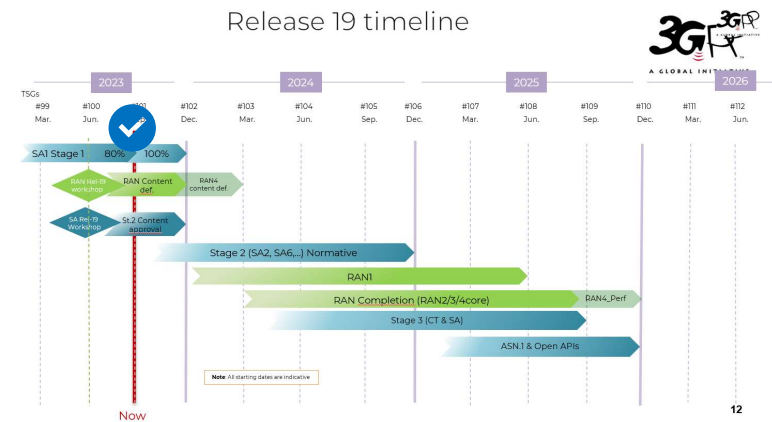 Release 19 timeline
3GPP
A GLOBAL INITIATIVE
2023
2024
2025
2026
TSGs
#99
#100
#101
#102
#103
#104
#105
#106
#107
#108
#109
#110
#111
#112
Mar.
Jun.
Dec.
Mar.
Jun.
Sep.
Dec.
Mar.
Jun.
Sep.
Dec.
Mar.
Jun.
SA1 Stage 1
80%
100%
RAN Rel-19
workshop
RAN Content
def.
RAN4
content def.
SA Rel-19
Workshop
St.2 Content
approval
Stage 2 (SA2, SA6,...) Normative
RAN1
RAN Completion (RAN2/3/4core)
RAN4_Perf
Stage 3 (CT & SA)
ASN.1 & Open APIs
Note: All starting dates are indicative
12
Now